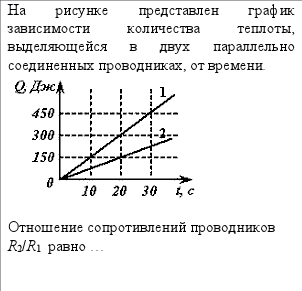 На рисунке представлен график
зависимости количества теплоты,
выделяющейся в двух параллельно
соединенных проводниках, от времени.
Q, Дж
1
450
300
2
150
0
10 20 30 t, c
Отношение сопротивлений проводников
R2/R1 равно …